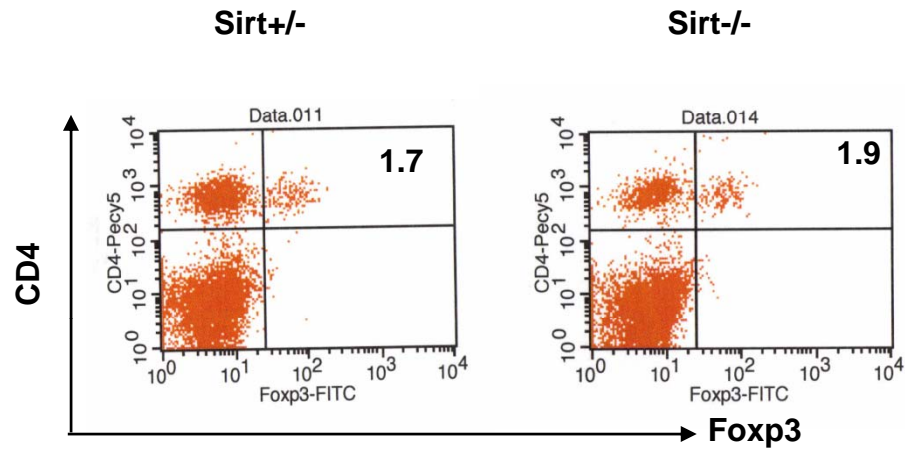 Sirt+/-
Sirt-/-
Data.011
1.7
CD4-Pecy5
10^0 10^1 10^2 10^3 10^4
10^0 10^1 10^2 10^3 10^4
Foxp3-FITC
Data.014
1.9
CD4-Pecy5
10^0 10^1 10^2 10^3 10^4
10^0 10^1 10^2 10^3 10^4
Foxp3-FITC
CD4
Foxp3